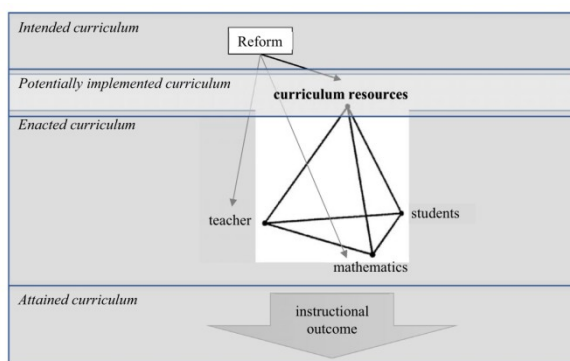 Intended curriculum
Reform
Potentially implemented curriculum
curriculum resources
Enacted curriculum
teacher
students
mathematics
Attained curriculum
instructional
outcome